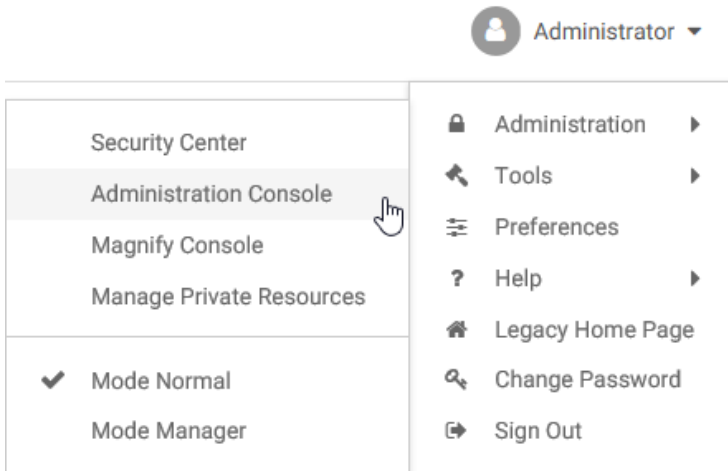 Administrator
Security Center
Administration Console
Magnify Console
Manage Private Resources
Mode Normal
Mode Manager
Administration
Tools
Preferences
? Help
Legacy Home Page
Change Password
Sign Out